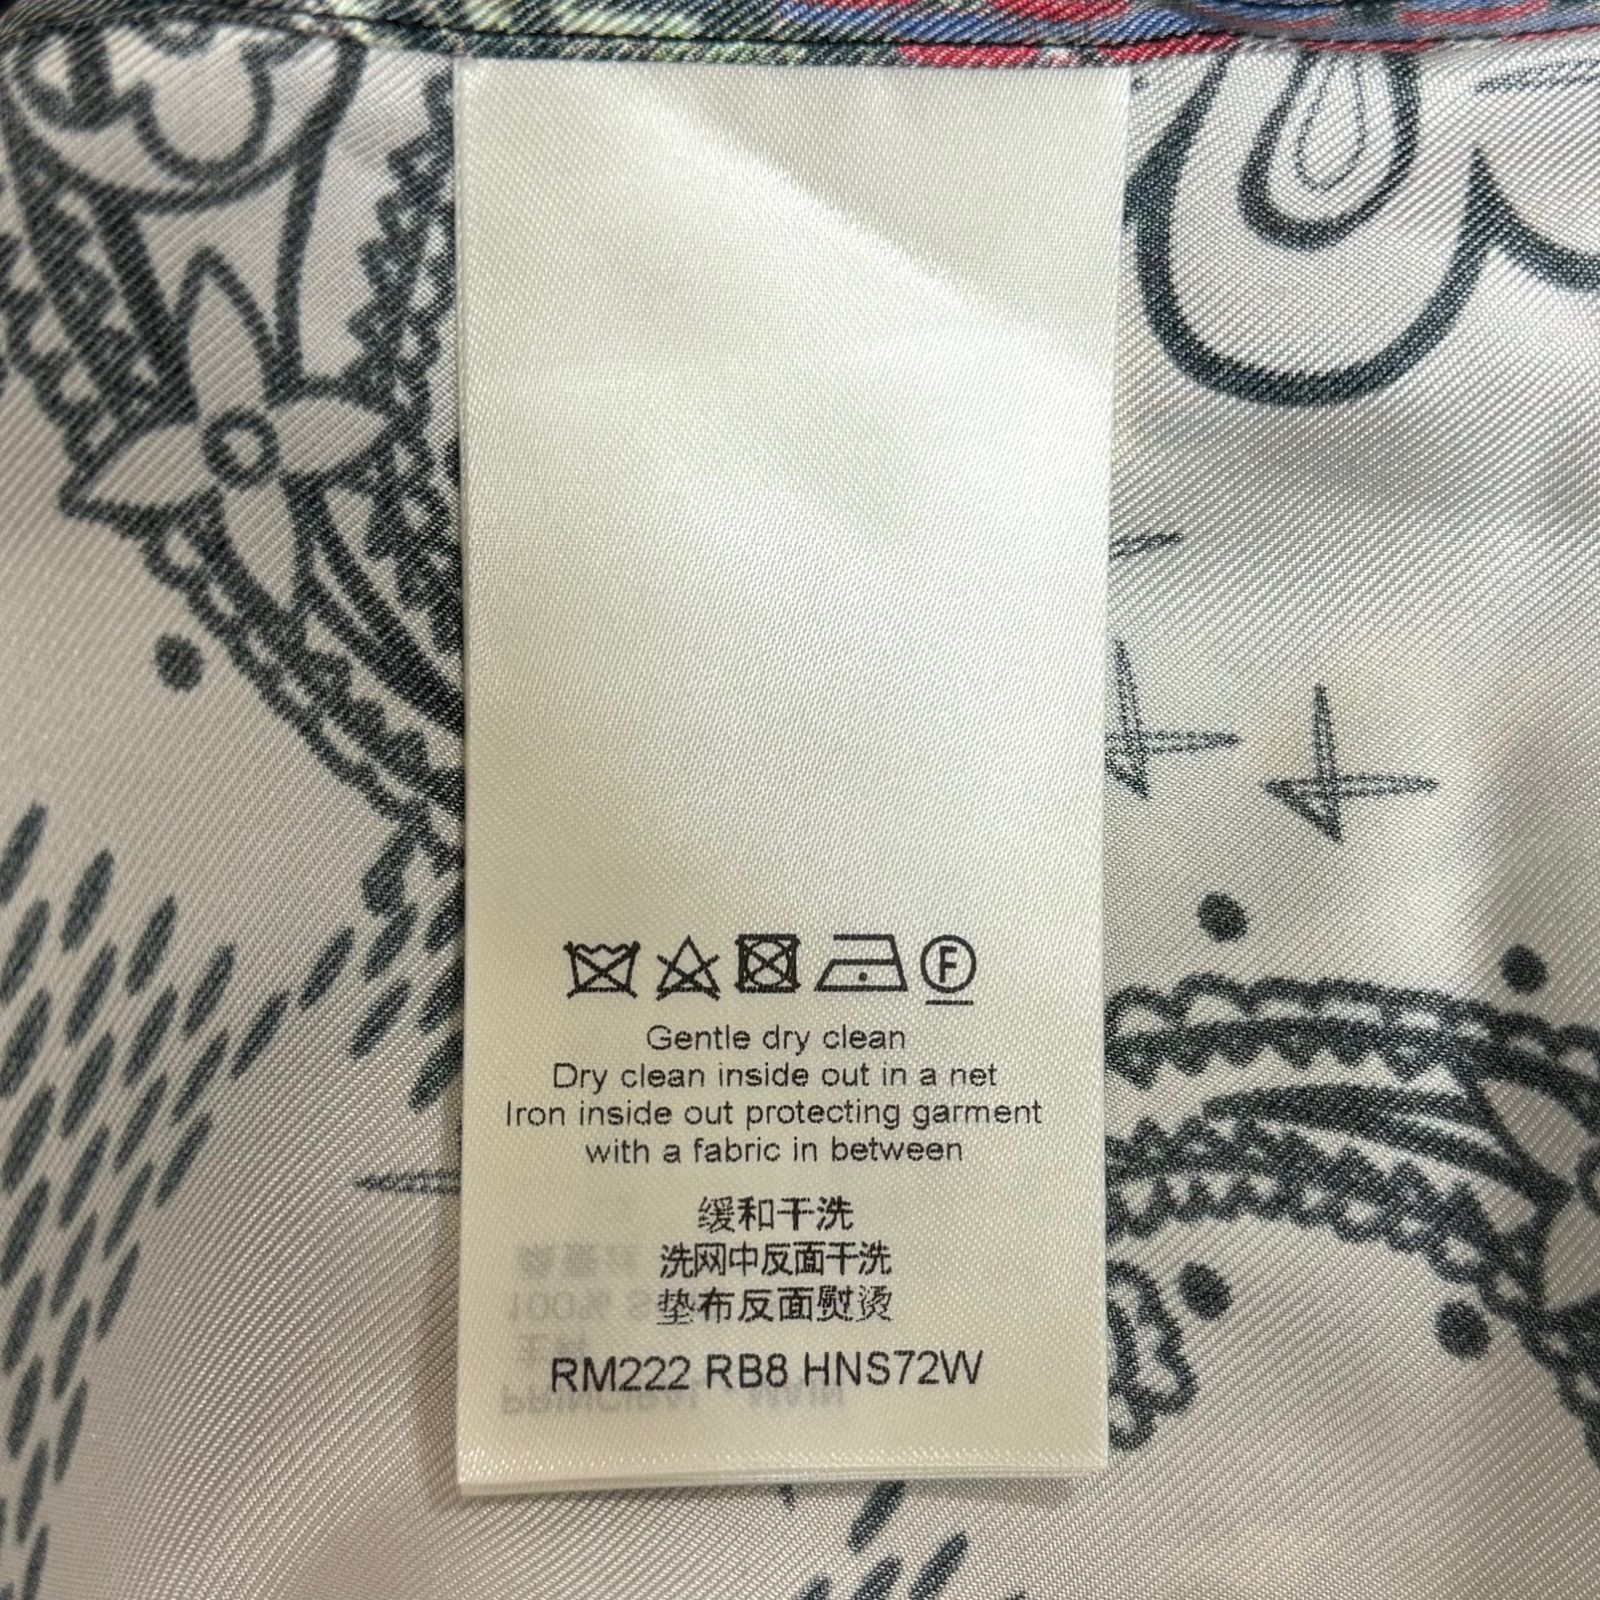 F
Gentle dry clean
Dry clean inside out in a net
Iron inside out protecting garment
with a fabric in between
缓和干洗
洗网中反面干洗
垫布反面熨烫
RM222 RB8 HNS72W